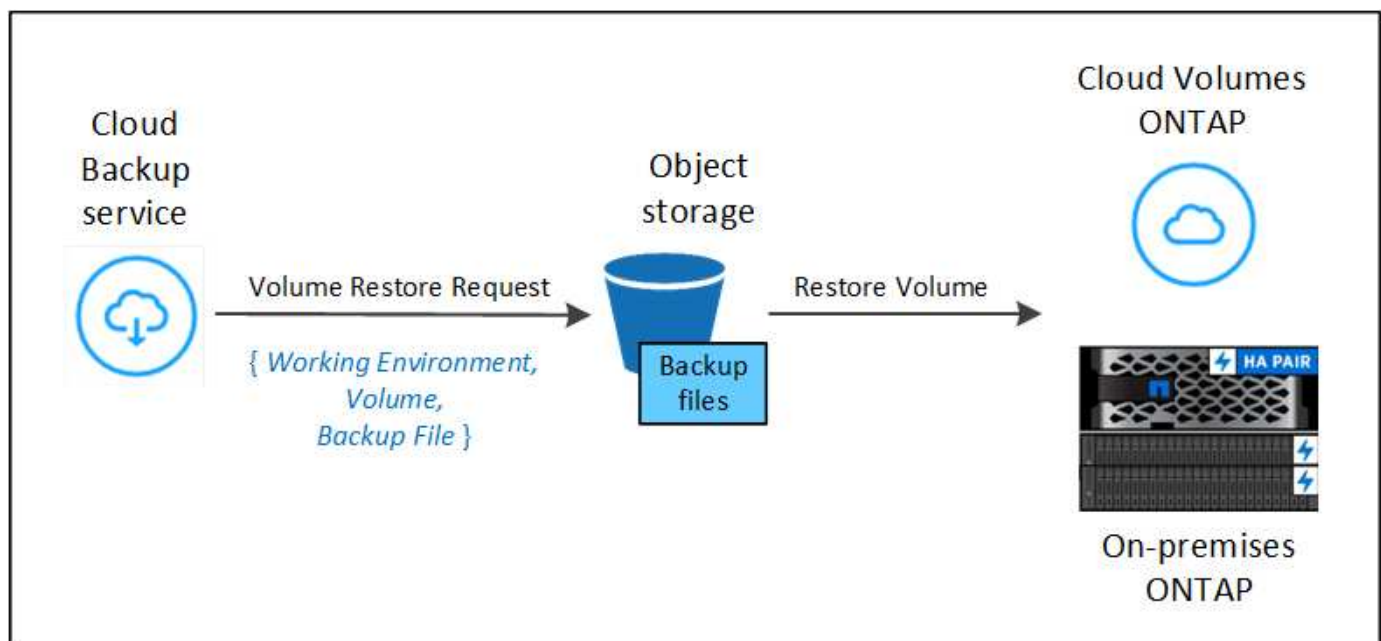 Cloud
Backup
service
Volume Restore Request
{ Working Environment,
Volume,
Backup File }
Object
storage
Backup
files
Restore Volume
Cloud Volumes
ONTAP
HA PAIR
On-premises
ONTAP